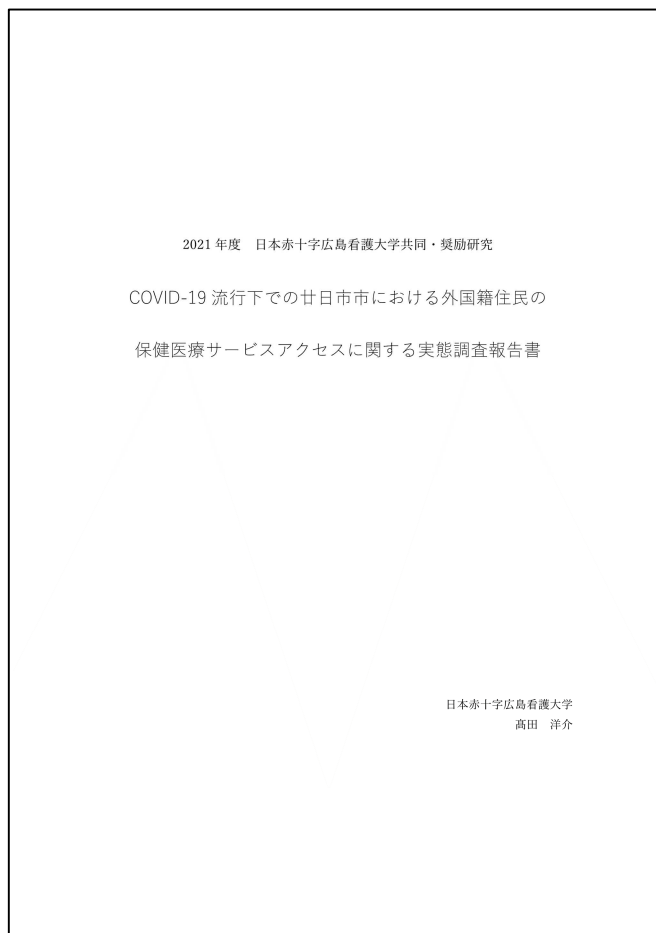 2021 年度　日本赤十字広島看護大学共同・奨励研究
COVID-19 流行下での廿日市市における外国籍住民の
保健医療サービスアクセスに関する実態調査報告書
日本赤十字広島看護大学
髙田　洋介